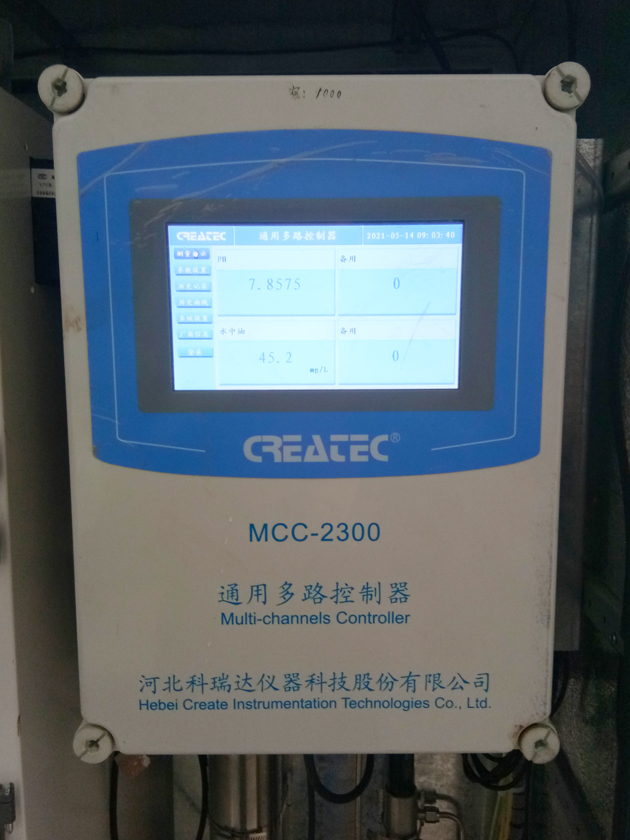 宽: 1000
CREATEC 通用多路控制器 2021-05-14 09:03:40
PH 备用
7.8575 0
水中油 备用
45.2 0
mg/L
CREATEC®
MCC-2300
通用多路控制器
Multi-channels Controller
河北科瑞达仪器科技股份有限公司
Hebei Create Instrumentation Technologies Co., Ltd.